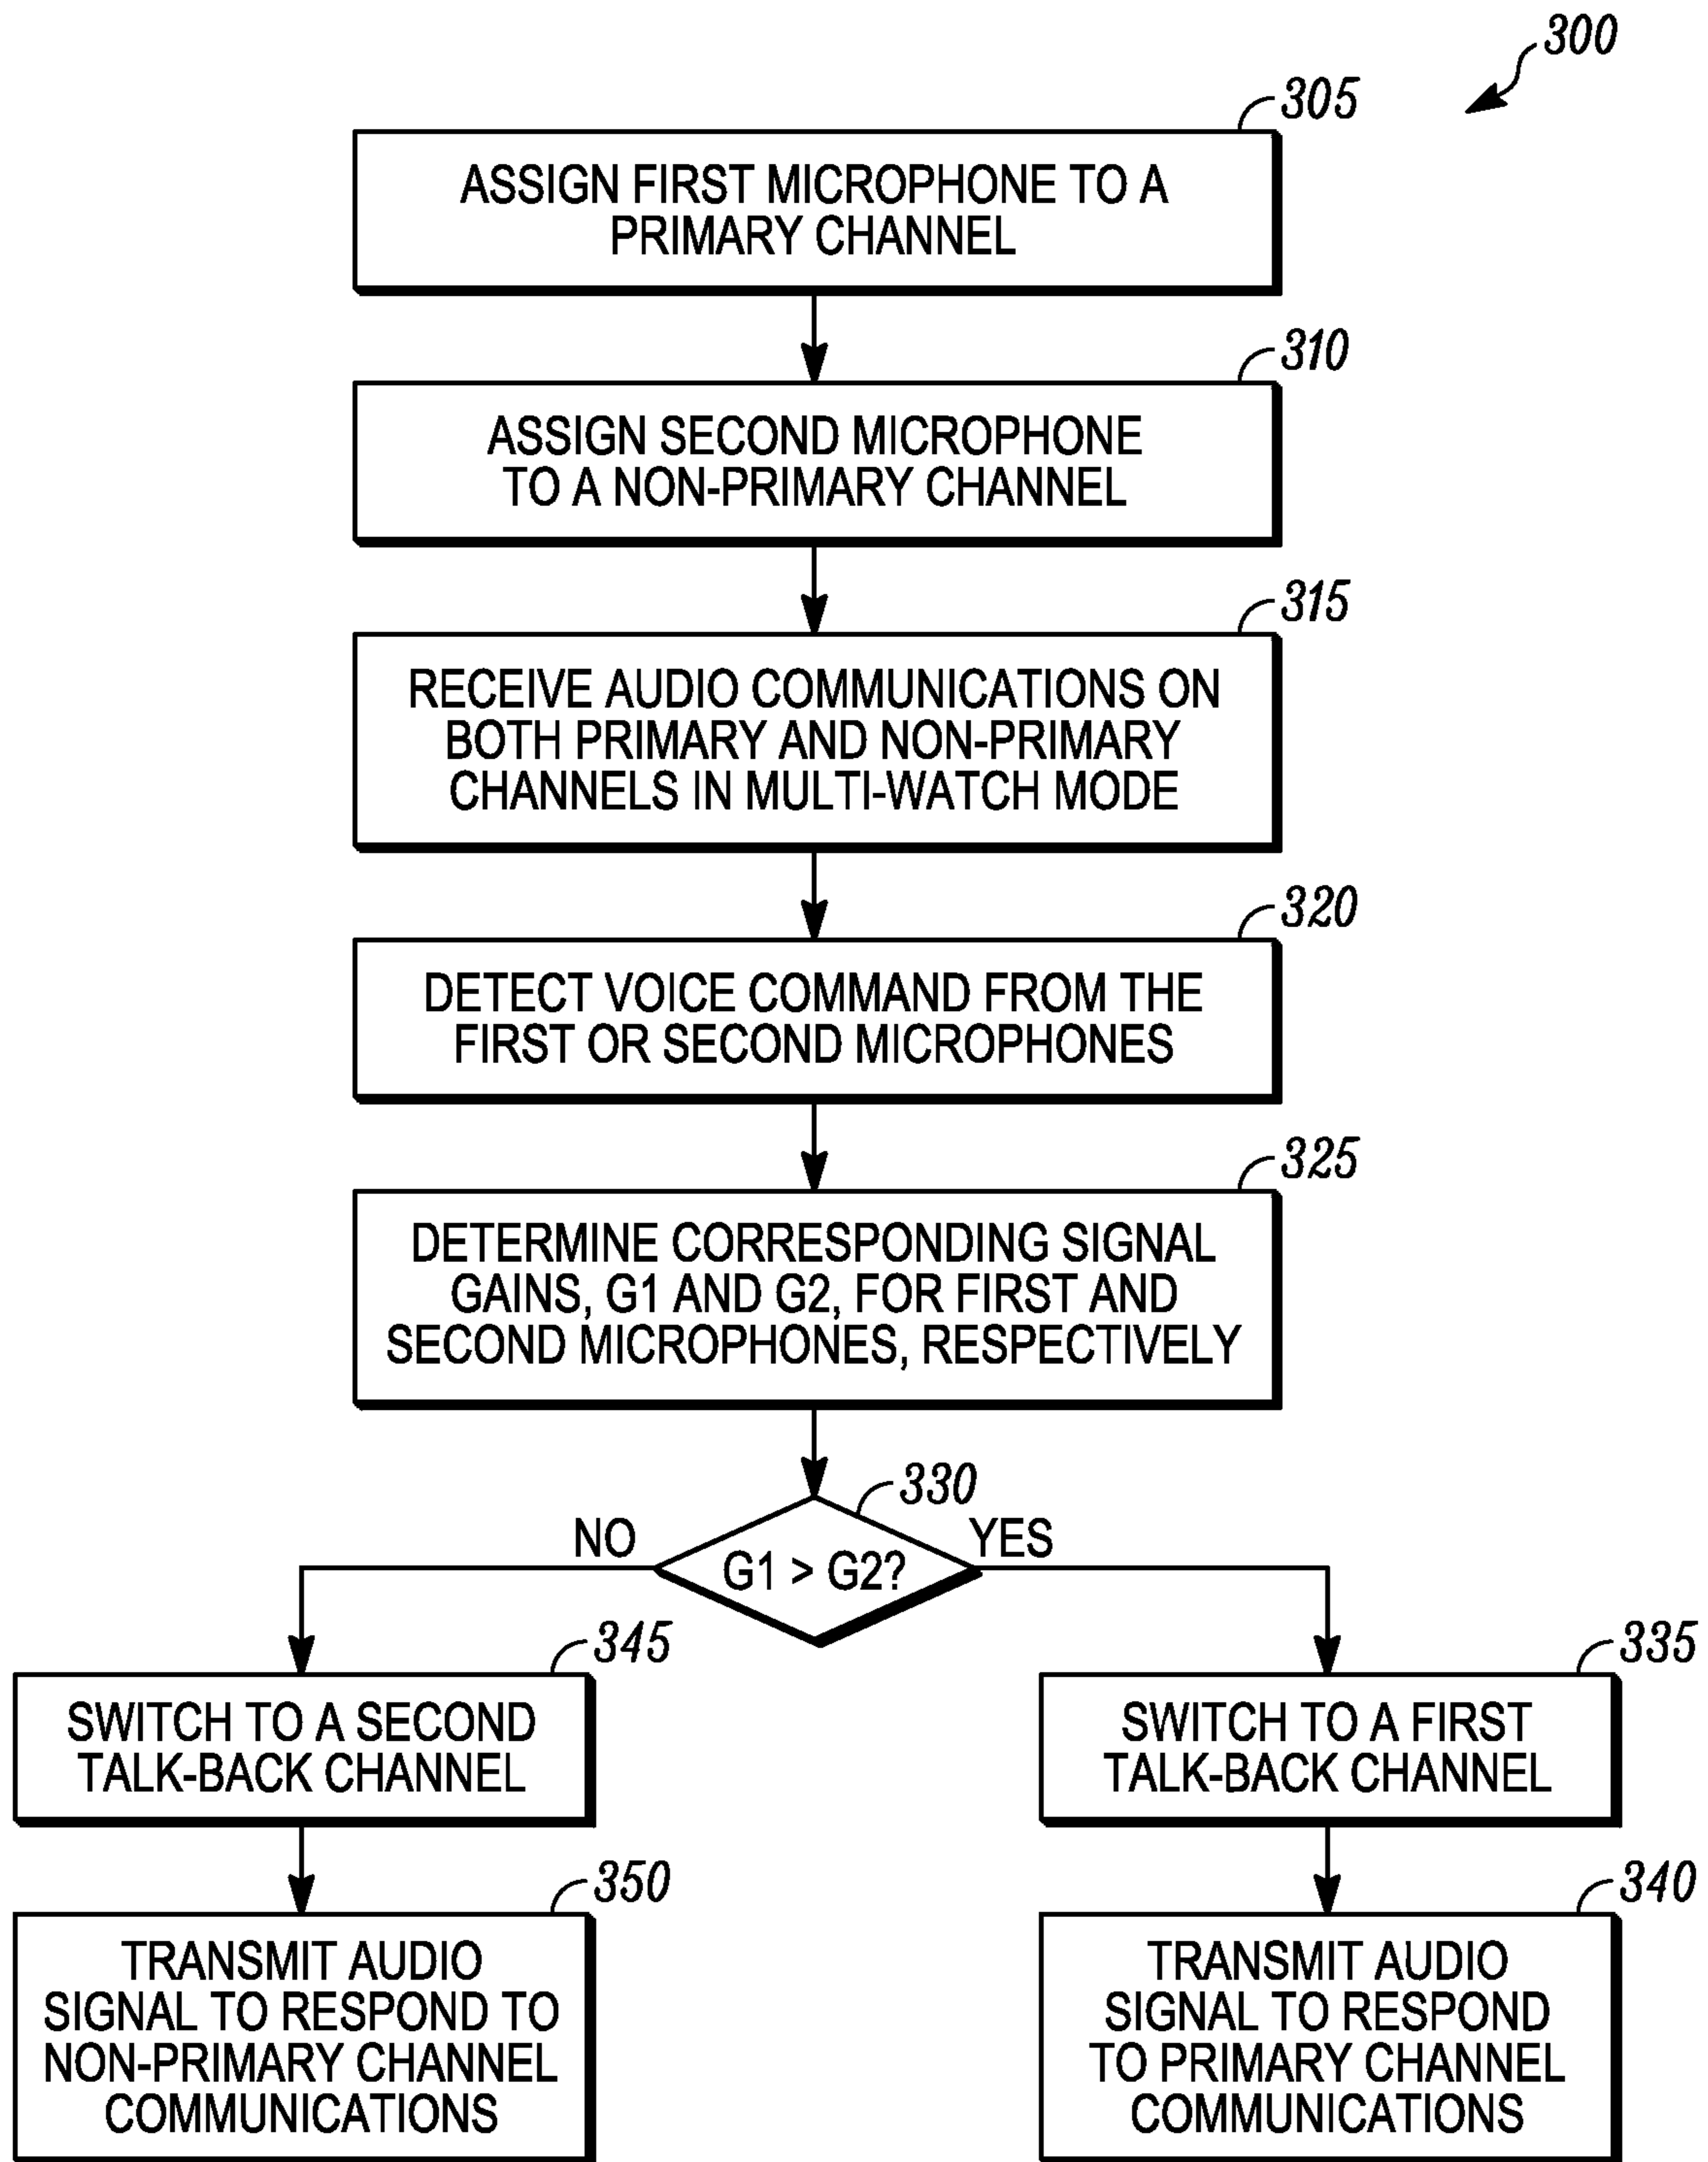 300
305
ASSIGN FIRST MICROPHONE TO A
PRIMARY CHANNEL
310
ASSIGN SECOND MICROPHONE
TO A NON-PRIMARY CHANNEL
315
RECEIVE AUDIO COMMUNICATIONS ON
BOTH PRIMARY AND NON-PRIMARY
CHANNELS IN MULTI-WATCH MODE
320
DETECT VOICE COMMAND FROM THE
FIRST OR SECOND MICROPHONES
325
DETERMINE CORRESPONDING SIGNAL
GAINS, G1 AND G2, FOR FIRST AND
SECOND MICROPHONES, RESPECTIVELY
330
NO
G1 > G2?
YES
345
SWITCH TO A SECOND
TALK-BACK CHANNEL
335
SWITCH TO A FIRST
TALK-BACK CHANNEL
350
TRANSMIT AUDIO
SIGNAL TO RESPOND TO
NON-PRIMARY CHANNEL
COMMUNICATIONS
340
TRANSMIT AUDIO
SIGNAL TO RESPOND
TO PRIMARY CHANNEL
COMMUNICATIONS